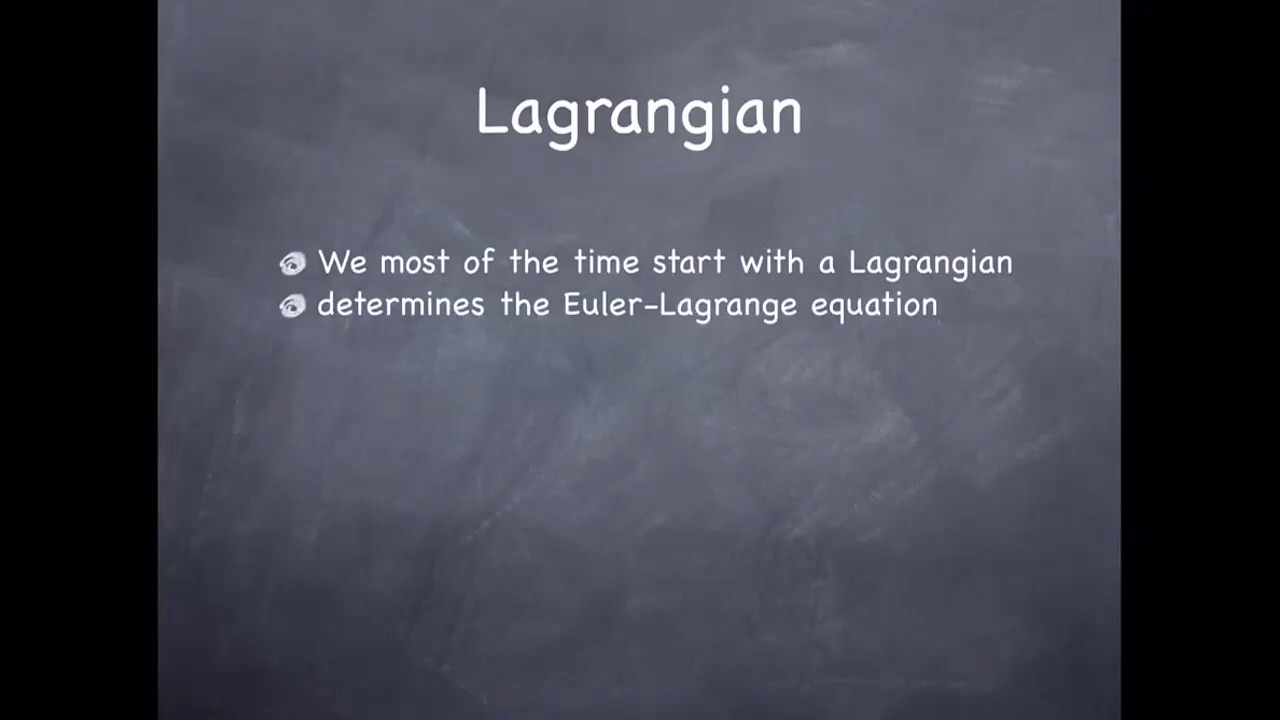 Lagrangian
We most of the time start with a Lagrangian
determines the Euler-Lagrange equation